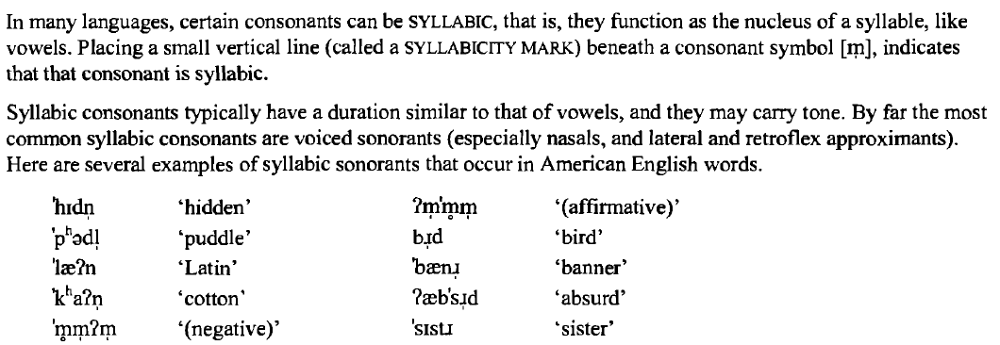 In many languages, certain consonants can be SYLLABIC, that is, they function as the nucleus of a syllable, like
vowels. Placing a small vertical line (called a SYLLABICITY MARK) beneath a consonant symbol [m̩], indicates
that that consonant is syllabic.
Syllabic consonants typically have a duration similar to that of vowels, and they may carry tone. By far the most
common syllabic consonants are voiced sonorants (especially nasals, and lateral and retroflex approximants).
Here are several examples of syllabic sonorants that occur in American English words.
ˈhɪdn̩ ‘hidden’ ʔm̩ˈm̥m̩ ‘(affirmative)’
ˈpʰədl̩ ‘puddle’ bɹ̩d ‘bird’
ˈlæʔn ‘Latin’ ˈbænɹ̩ ‘banner’
ˈkʰaʔn̩ ‘cotton’ ʔæbˈsɹ̩d ‘absurd’
ˈm̥m̩ʔm̩ ‘(negative)’ ˈsɪstɹ̩ ‘sister’